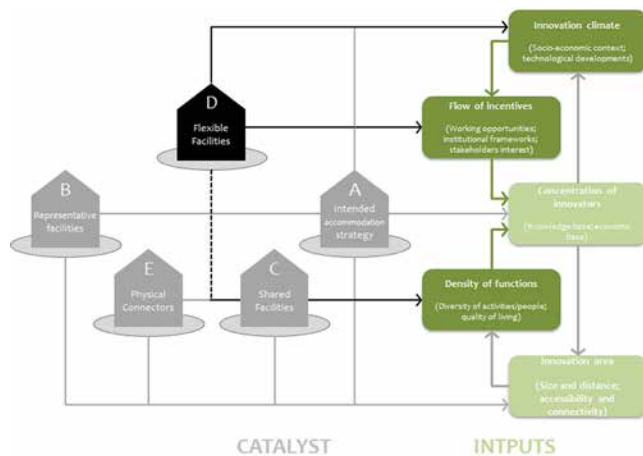 Innovation climate
(Socio-economic context;
technological developments)
D
Flexible
Facilities
Flow of incentives
(Working opportunities;
institutional frameworks;
stakeholders interest)
B
Representative
facilities
A
Intended
accommodation
strategy
Concentration of
innovators
(Knowledge base; economic
base)
E
Physical
Connectors
C
Shared
Facilities
Density of functions
(Diversity of activities/people;
quality of living)
Innovation area
(Size and distance;
accessibility and
connectivity)
CATALYST
INTPUTS